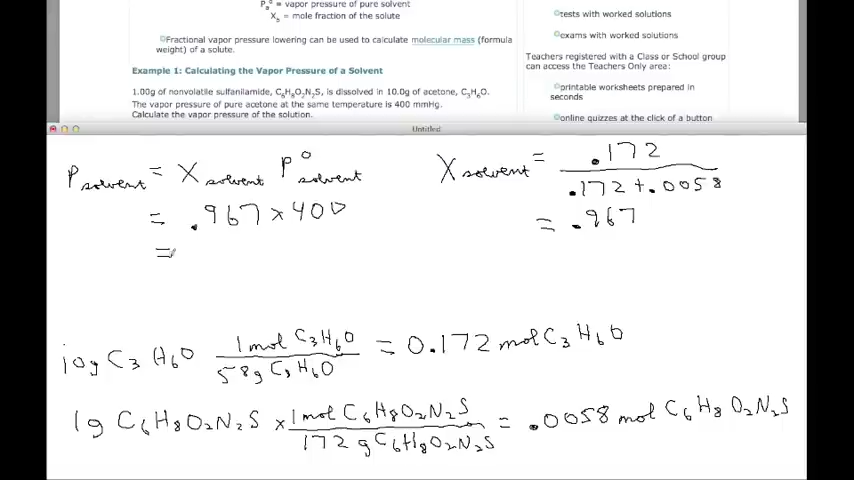 P° = vapor pressure of pure solvent
Xₛ = mole fraction of the solute
tests with worked solutions
Fractional vapor pressure lowering can be used to calculate molecular mass (formula
weight) of a solute.
exams with worked solutions
Teachers registered with a Class or School group
can access the Teachers Only area:
Example 1: Calculating the Vapor Pressure of a Solvent
printable worksheets prepared in
seconds
1.00g of nonvolatile sulfanilamide, C₆H₈O₂N₂S, is dissolved in 10.0g of acetone, C₃H₆O.
The vapor pressure of pure acetone at the same temperature is 400 mmHg.
Calculate the vapor pressure of the solution.
online quizzes at the click of a button
Untitled
P solvent = X solvent P° solvent
= .967 × 400
=
X solvent = .172
.172 + .0058
= .967
10g C₃H₆O 1mol C₃H₆O = 0.172 mol C₃H₆O
58g C₃H₆O
1g C₆H₈O₂N₂S × 1mol C₆H₈O₂N₂S = .0058 mol C₆H₈O₂N₂S
172 g C₆H₈O₂N₂S